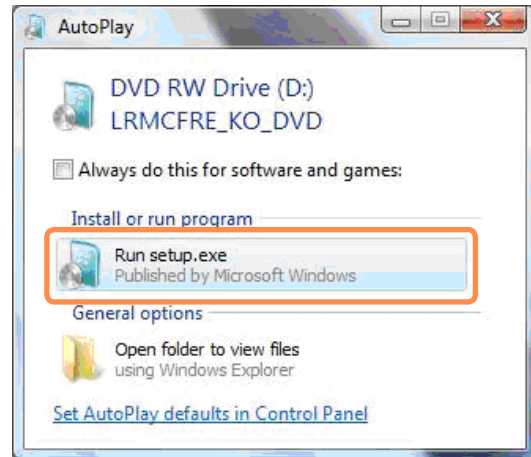 AutoPlay
DVD RW Drive (D:)
LRMCFRE_KO_DVD
Always do this for software and games:
Install or run program
Run setup.exe
Published by Microsoft Windows
General options
Open folder to view files
using Windows Explorer
Set AutoPlay defaults in Control Panel